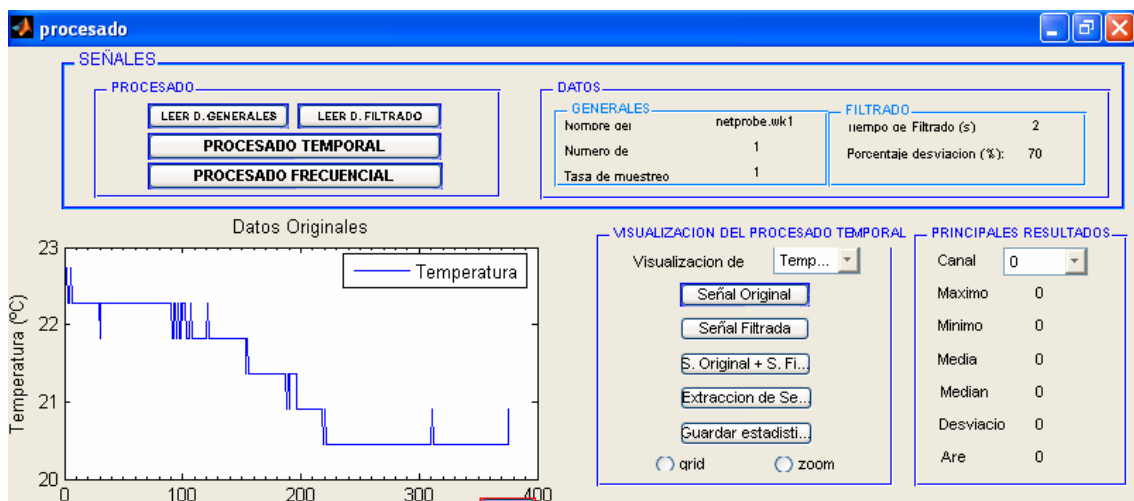 procesado
SEÑALES
PROCESADO
LEER D. GENERALES
LEER D. FILTRADO
PROCESADO TEMPORAL
PROCESADO FRECUENCIAL
DATOS
GENERALES
Nombre del
netprobe.wk1
Numero de
1
Tasa de muestreo
1
FILTRADO
Tiempo de Filtrado (s)
2
Porcentaje desviacion (%):
70
Datos Originales
Temperatura
Temperatura (ºC)
23
22
21
20
0
100
200
300
400
VISUALIZACION DEL PROCESADO TEMPORAL
Visualizacion de
Temp...
Señal Original
Señal Filtrada
S. Original + S. Fi...
Extraccion de Se...
Guardar estadisti...
grid
zoom
PRINCIPALES RESULTADOS
Canal
0
Maximo
0
Minimo
0
Media
0
Median
0
Desviacio
0
Are
0